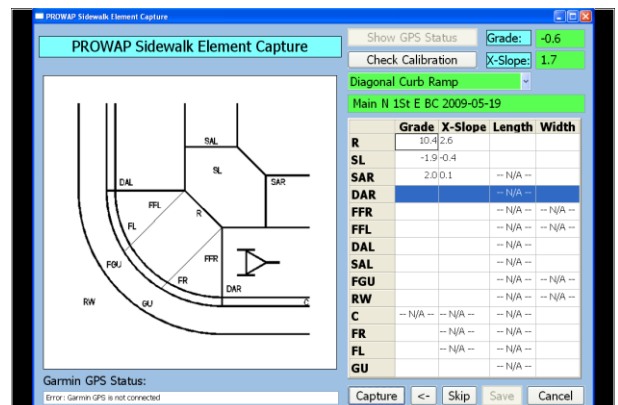 PROWAP Sidewalk Element Capture
PROWAP Sidewalk Element Capture
Show GPS Status Grade: -0.6
Check Calibration X-Slope: 1.7
Diagonal Curb Ramp
Main N 1St E BC 2009-05-19
SAL
SL
SAR
DAL
FFL
R
FL
FGU
FFR
FR
DAR
RW
GU
C
Grade X-Slope Length Width
R 10.4 2.6
SL -1.9 -0.4
SAR 2.0 0.1 -- N/A --
DAR -- N/A --
FFR -- N/A -- -- N/A --
FFL -- N/A -- -- N/A --
DAL -- N/A --
SAL -- N/A --
FGU -- N/A -- -- N/A --
RW -- N/A -- -- N/A --
C -- N/A -- -- N/A --
FR -- N/A -- -- N/A --
FL -- N/A -- -- N/A --
GU -- N/A --
Garmin GPS Status:
Error: Garmin GPS is not connected
Capture <- Skip Save Cancel